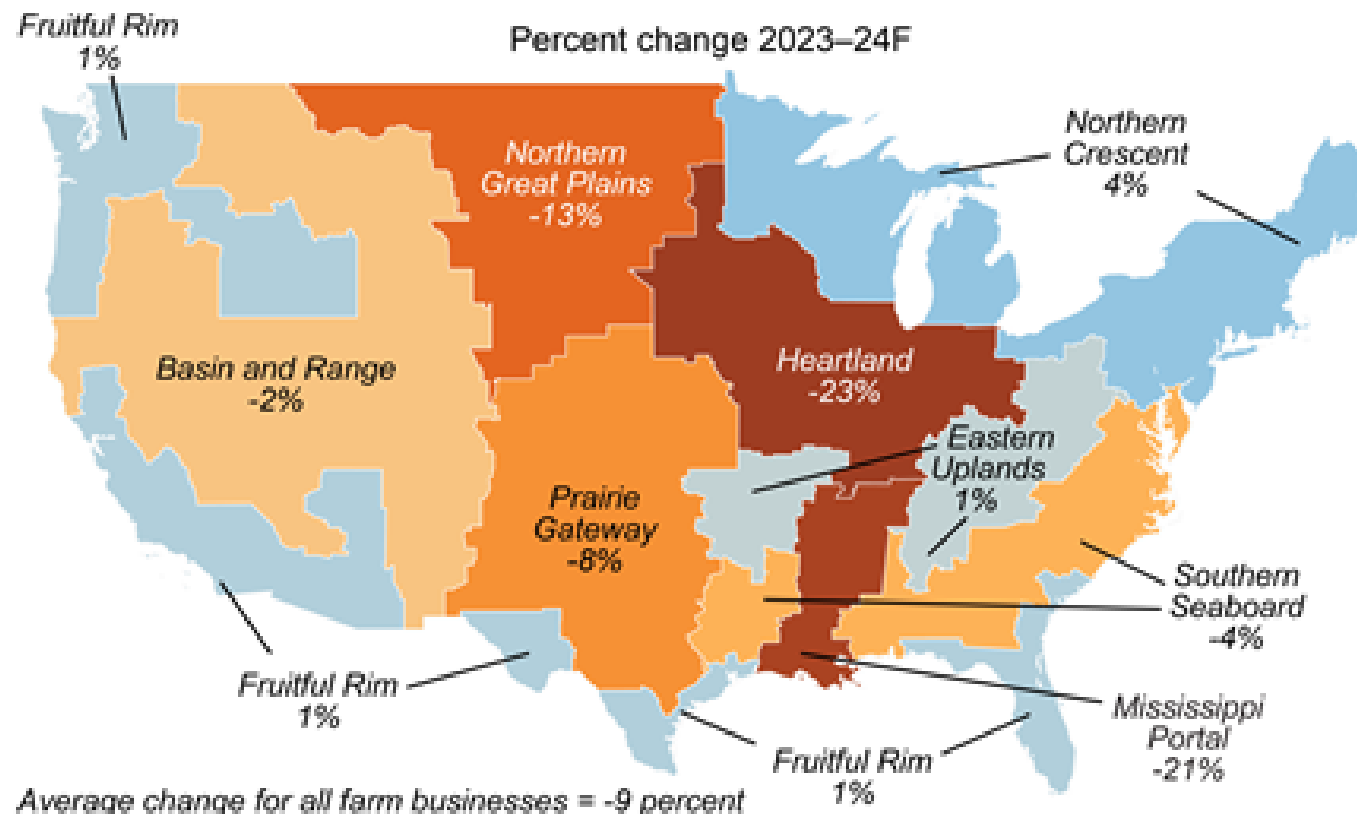 Fruitful Rim
1%
Percent change 2023–24F
Northern
Crescent
4%
Northern
Great Plains
-13%
Basin and Range
-2%
Heartland
-23%
Eastern
Uplands
1%
Prairie
Gateway
-8%
Southern
Seaboard
-4%
Fruitful Rim
1%
Mississippi
Portal
-21%
Fruitful Rim
1%
Average change for all farm businesses = -9 percent